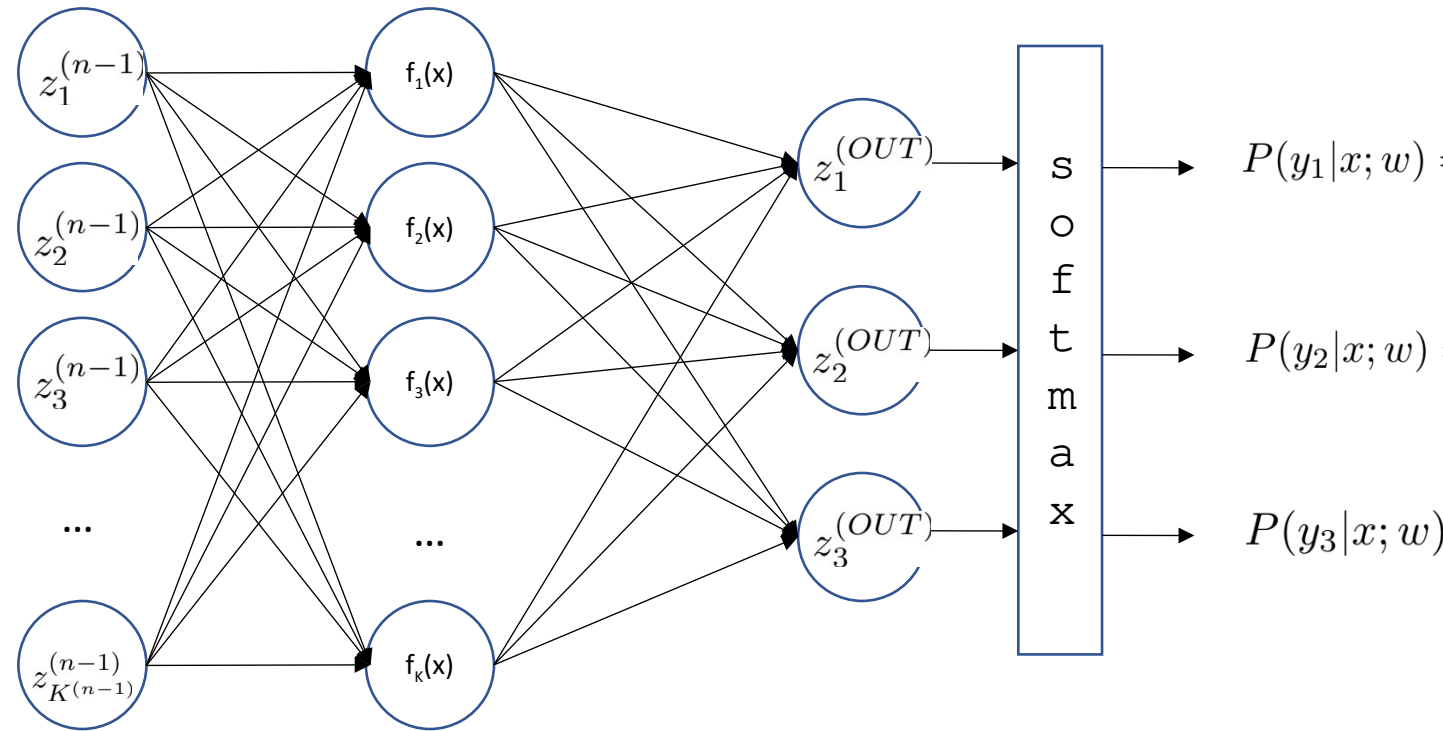 z_1^{(n-1)}
f_1(x)
z_1^{(OUT)}
s
o
f
t
m
a
x
P(y_1|x; w) =
z_2^{(n-1)}
f_2(x)
z_2^{(OUT)}
P(y_2|x; w)
z_3^{(n-1)}
f_3(x)
z_3^{(OUT)}
P(y_3|x; w)
...
...
z_{K^{(n-1)}}^{(n-1)}
f_K(x)